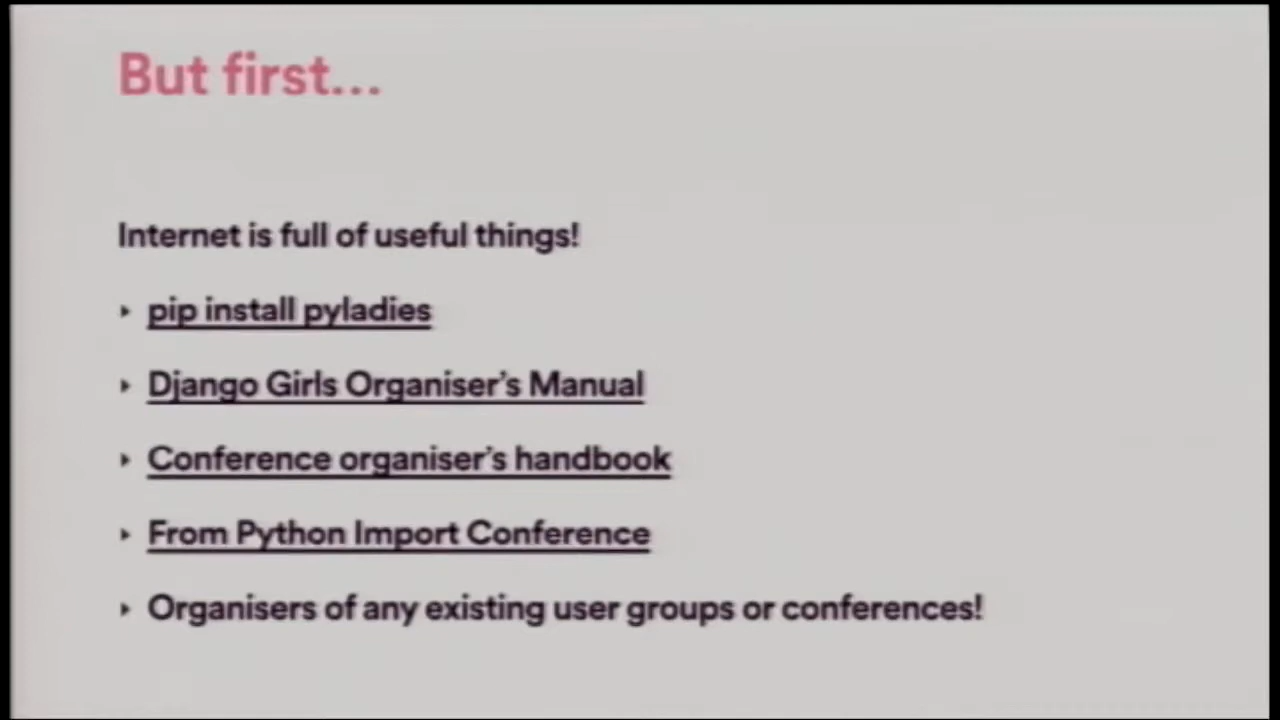 But first...
Internet is full of useful things!
‣ pip install pyladies
‣ Django Girls Organiser’s Manual
‣ Conference organiser’s handbook
‣ From Python Import Conference
‣ Organisers of any existing user groups or conferences!